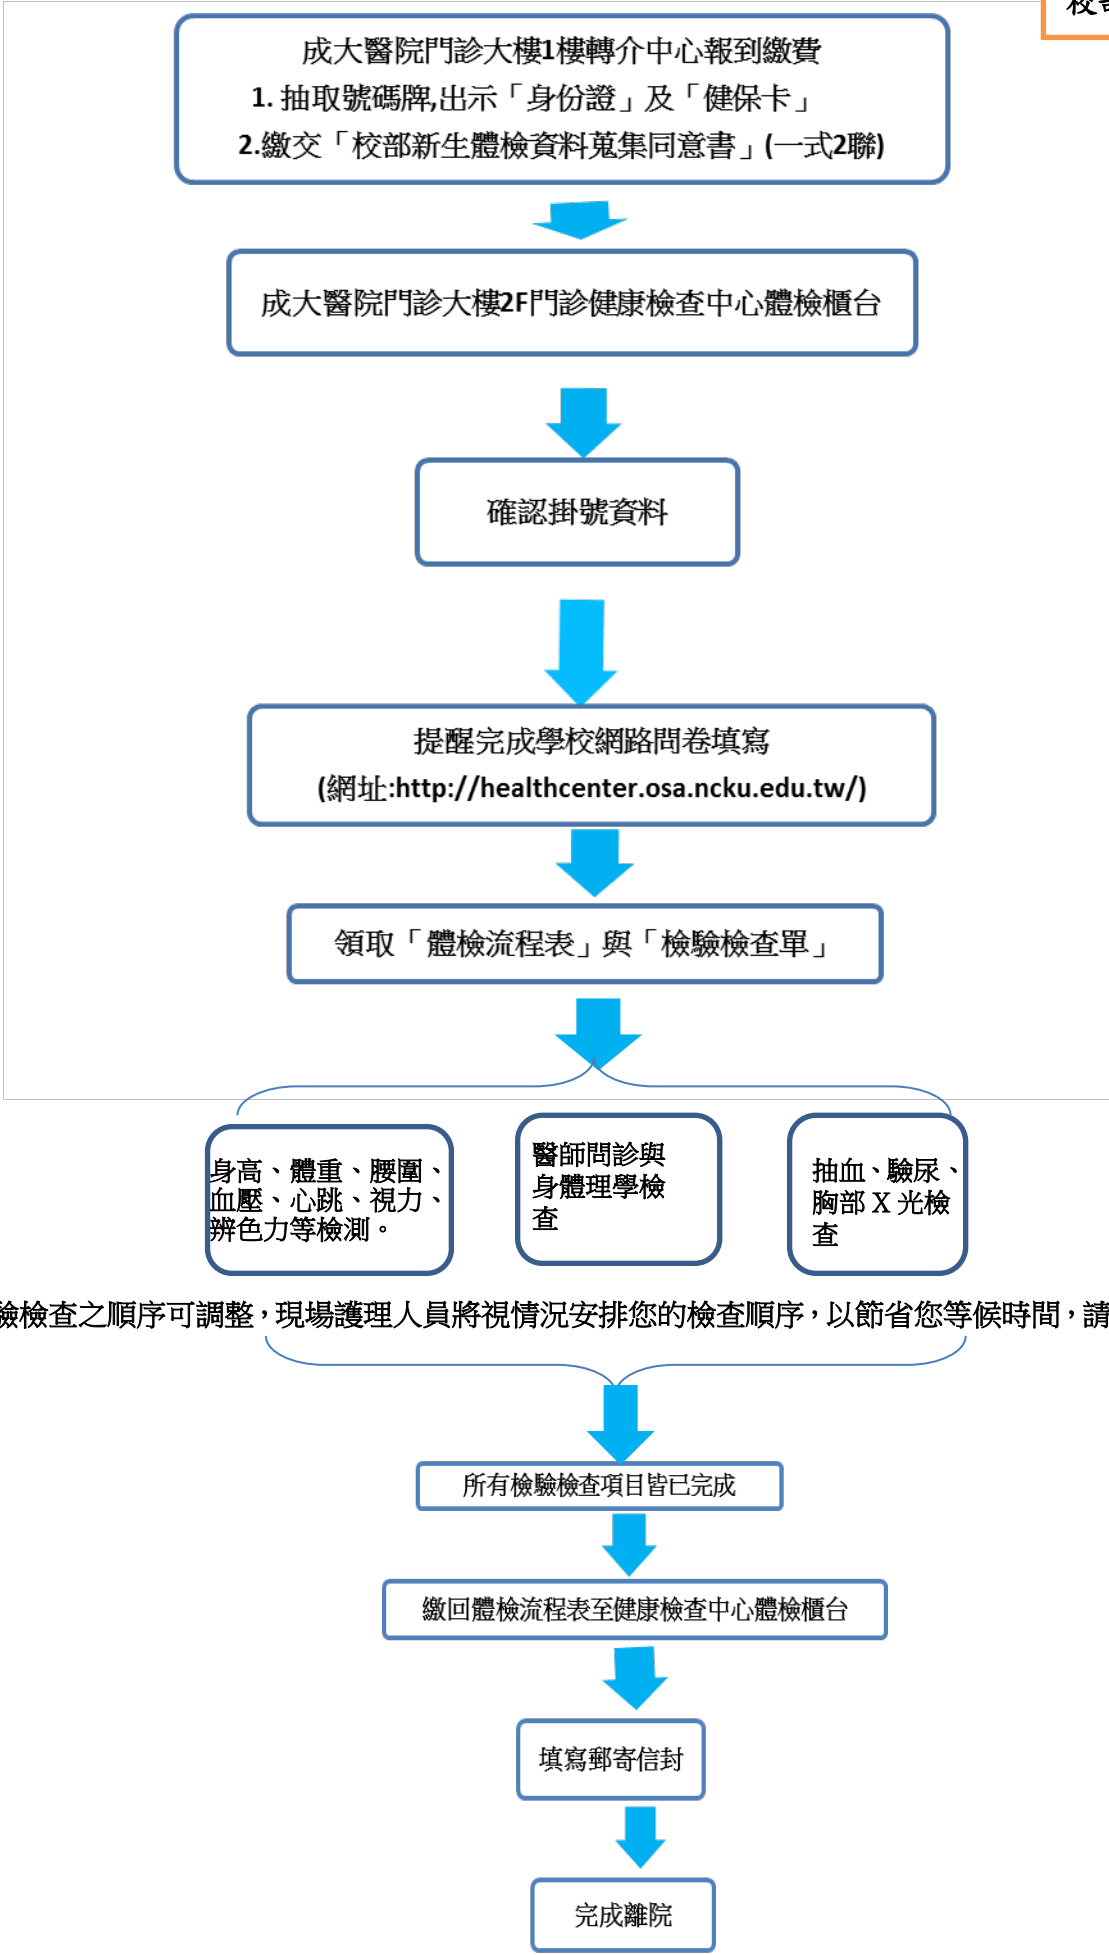 成大醫院門診大樓1樓轉介中心報到繳費
1. 抽取號碼牌,出示「身份證」及「健保卡」
2.繳交「校部新生體檢資料蒐集同意書」(一式2聯)
成大醫院門診大樓2F門診健康檢查中心體檢櫃台
確認掛號資料
提醒完成學校網路問卷填寫
(網址:http://healthcenter.osa.ncku.edu.tw/)
領取「體檢流程表」與「檢驗檢查單」
身高、體重、腰圍、
血壓、心跳、視力、
辨色力等檢測。
醫師問診與
身體理學檢
查
抽血、驗尿、
胸部 X 光檢
查
驗檢查之順序可調整,現場護理人員將視情況安排您的檢查順序,以節省您等候時間,請
所有檢驗檢查項目皆已完成
繳回體檢流程表至健康檢查中心體檢櫃台
填寫郵寄信封
完成離院